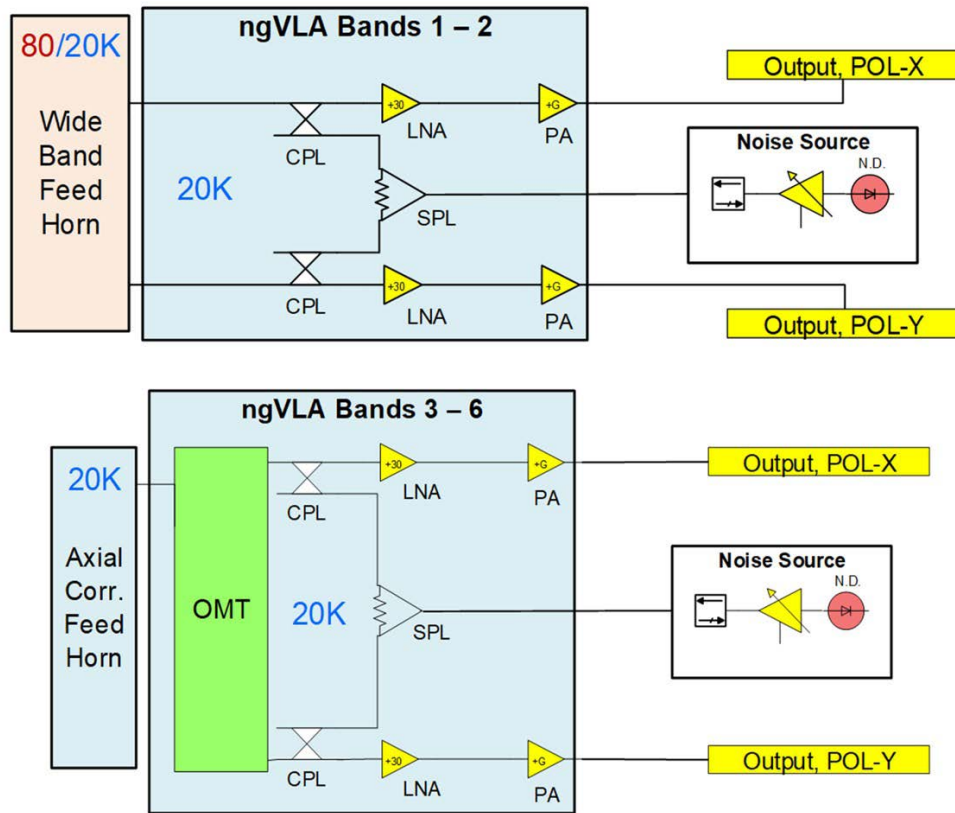 ngVLA Bands 1 – 2
80/20K
Wide
Band
Feed
Horn
20K
CPL
+30
LNA
+G
PA
Output, POL-X
SPL
Noise Source
N.D.
CPL
+30
LNA
+G
PA
Output, POL-Y
ngVLA Bands 3 – 6
20K
Axial
Corr.
Feed
Horn
OMT
CPL
+30
LNA
+G
PA
Output, POL-X
20K
SPL
Noise Source
N.D.
CPL
+30
LNA
+G
PA
Output, POL-Y